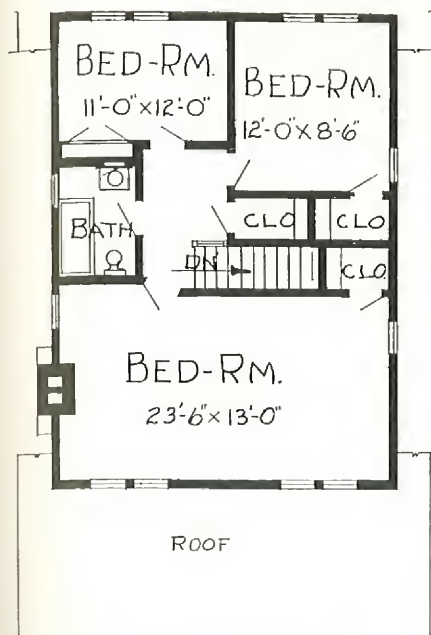 BED-RM.
11'-0"x12'-0"
BED-RM.
12'-0"x8'-6"
BATH
CLO
CLO
DN
CLO.
BED-RM.
23'-6"x13'-0"
ROOF